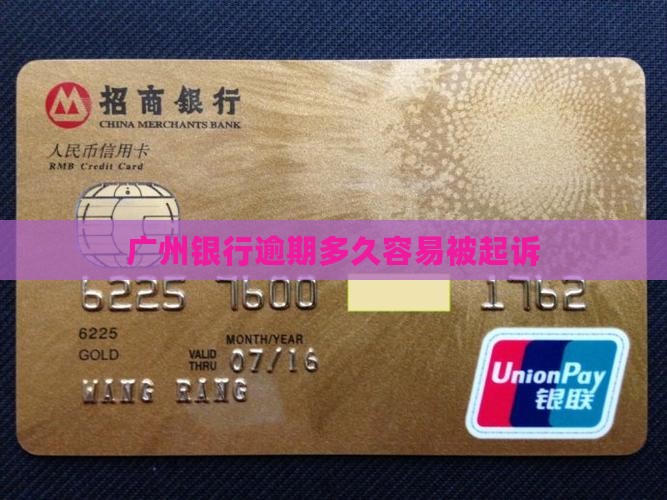 招商銀行
CHINA MERCHANTS BANK
人民币信用卡
RMB Credit Card
广州银行逾期多久容易被起诉
6225 7600 1762
6225
MONTH/YEAR
GOLD VALID THRU 07/16
WANG RANG
UnionPay
银联